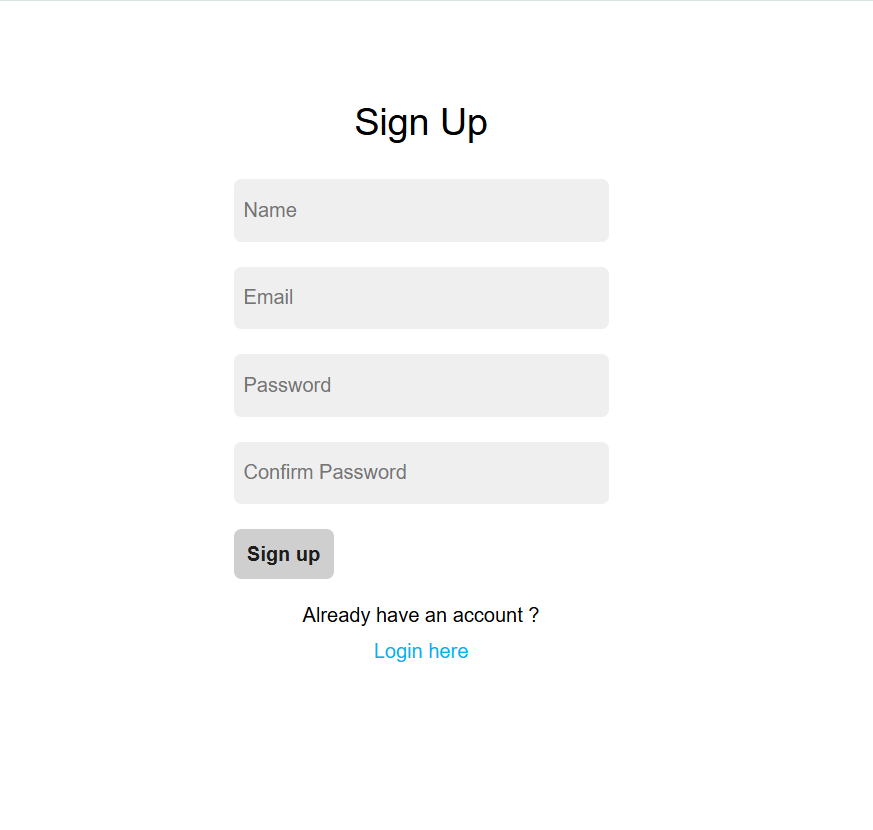 Sign Up
Name
Email
Password
Confirm Password
Sign up
Already have an account ?
Login here